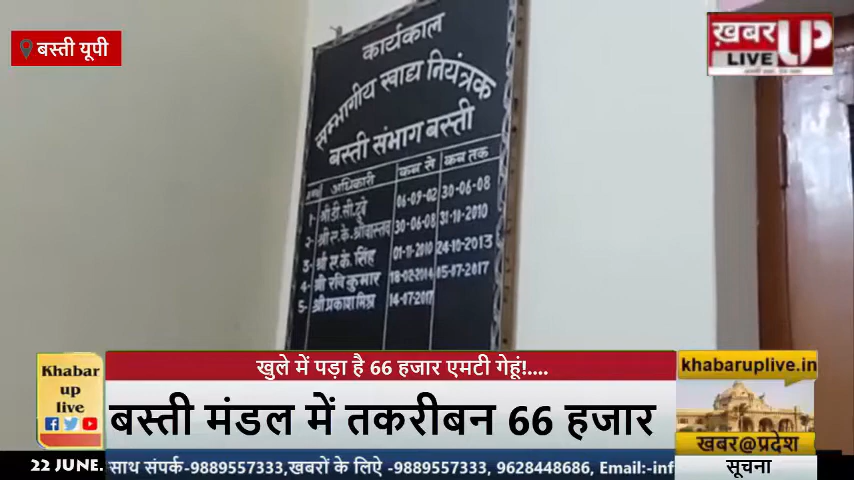 बस्ती यूपी
ख़बर UP
LIVE
कार्यकाल
सम्भागीय खाद्य नियंत्रक
बस्ती संभाग बस्ती
अधिकारी कब से कब तक
1- श्री डी.सी.दुबे 06-09-02 30-06-08
2- श्री ए.के.श्रीवास्तव 30-06-08 31-10-2010
3- श्री ए.के. सिंह 01-11-2010 24-10-2013
4- श्री रवि कुमार 18-02-2014 05-07-2017
5- श्री प्रकाश मिश्र 14-07-2017
Khabar
up
live
खुले में पड़ा है 66 हजार एमटी गेहूं!....
बस्ती मंडल में तकरीबन 66 हजार
khabaruplive.in
खबर@प्रदेश
सूचना
22 JUNE. साथ संपर्क-9889557333,खबरों के लिऐ -9889557333, 9628448686, Email:-inf